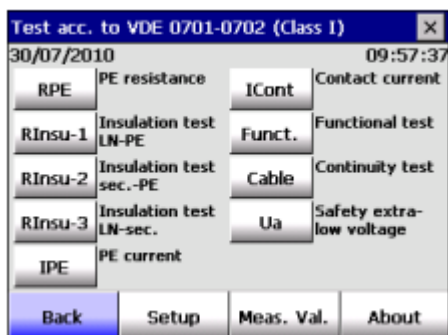 Test acc. to VDE 0701-0702 (Class I)
30/07/2010 09:57:37
RPE PE resistance
ICont Contact current
RInsu-1 Insulation test
LN-PE
Funct. Functional test
RInsu-2 Insulation test
sec.-PE
Cable Continuity test
RInsu-3 Insulation test
LN-sec.
Ua Safety extra-
low voltage
IPE PE current
Back Setup Meas. Val. About